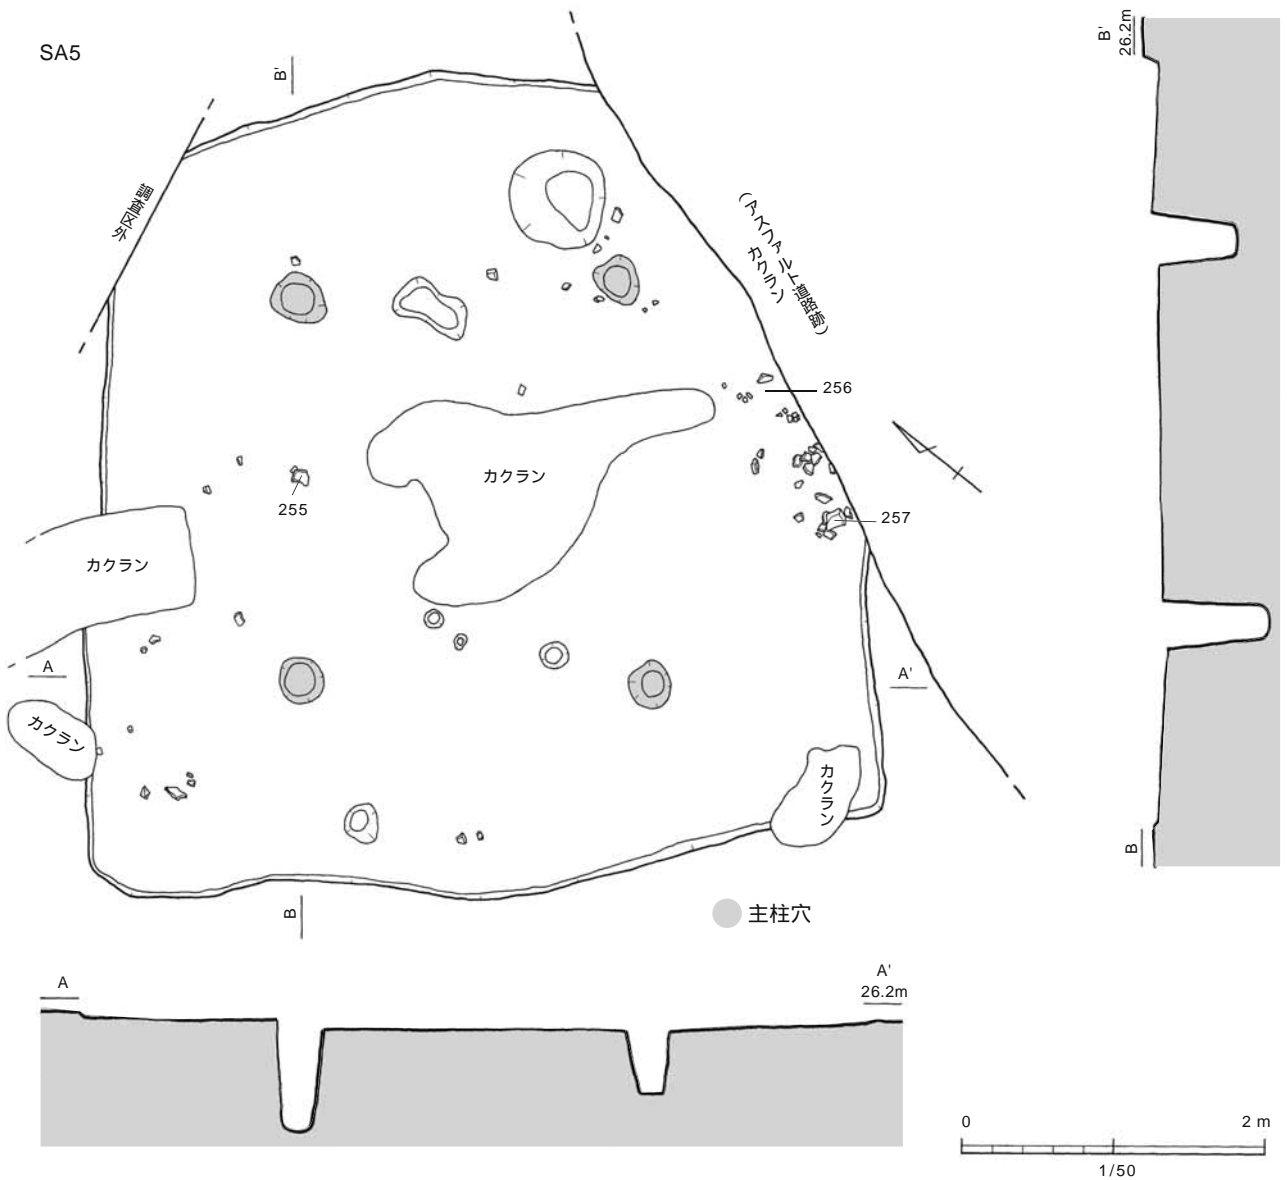 SA5
B'
調査区外
(アスファルト道路跡)
カクラン
256
カクラン
255
257
カクラン
A
A'
カクラン
カクラン
B
主柱穴
B'
26.2m
B
A
A'
26.2m
0
2 m
1/50